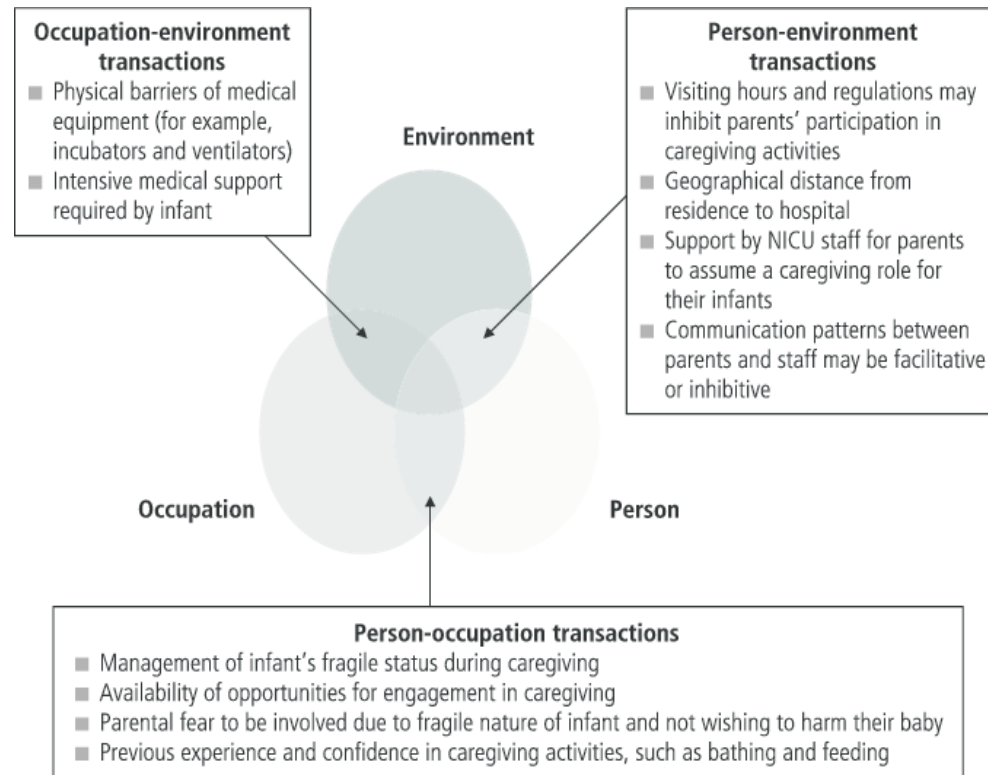 Occupation-environment
transactions
■ Physical barriers of medical
equipment (for example,
incubators and ventilators)
■ Intensive medical support
required by infant
Person-environment
transactions
■ Visiting hours and regulations may
inhibit parents’ participation in
caregiving activities
■ Geographical distance from
residence to hospital
■ Support by NICU staff for parents
to assume a caregiving role for
their infants
■ Communication patterns between
parents and staff may be facilitative
or inhibitive
Environment
Occupation
Person
Person-occupation transactions
■ Management of infant’s fragile status during caregiving
■ Availability of opportunities for engagement in caregiving
■ Parental fear to be involved due to fragile nature of infant and not wishing to harm their baby
■ Previous experience and confidence in caregiving activities, such as bathing and feeding